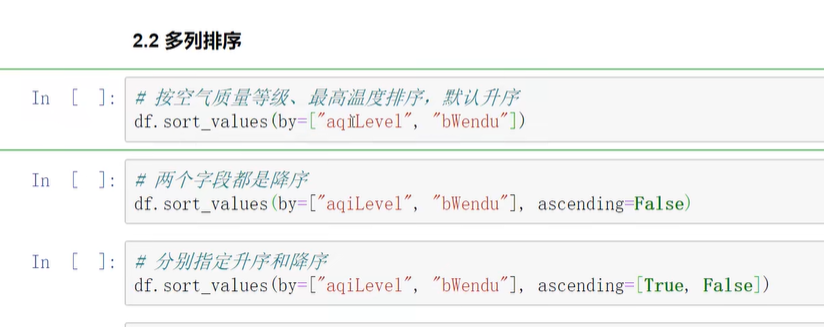 2.2 多列排序
In [ ]: # 按空气质量等级、最高温度排序，默认升序
df.sort_values(by=["aqiLevel", "bWendu"])
In [ ]: # 两个字段都是降序
df.sort_values(by=["aqiLevel", "bWendu"], ascending=False)
In [ ]: # 分别指定升序和降序
df.sort_values(by=["aqiLevel", "bWendu"], ascending=[True, False])